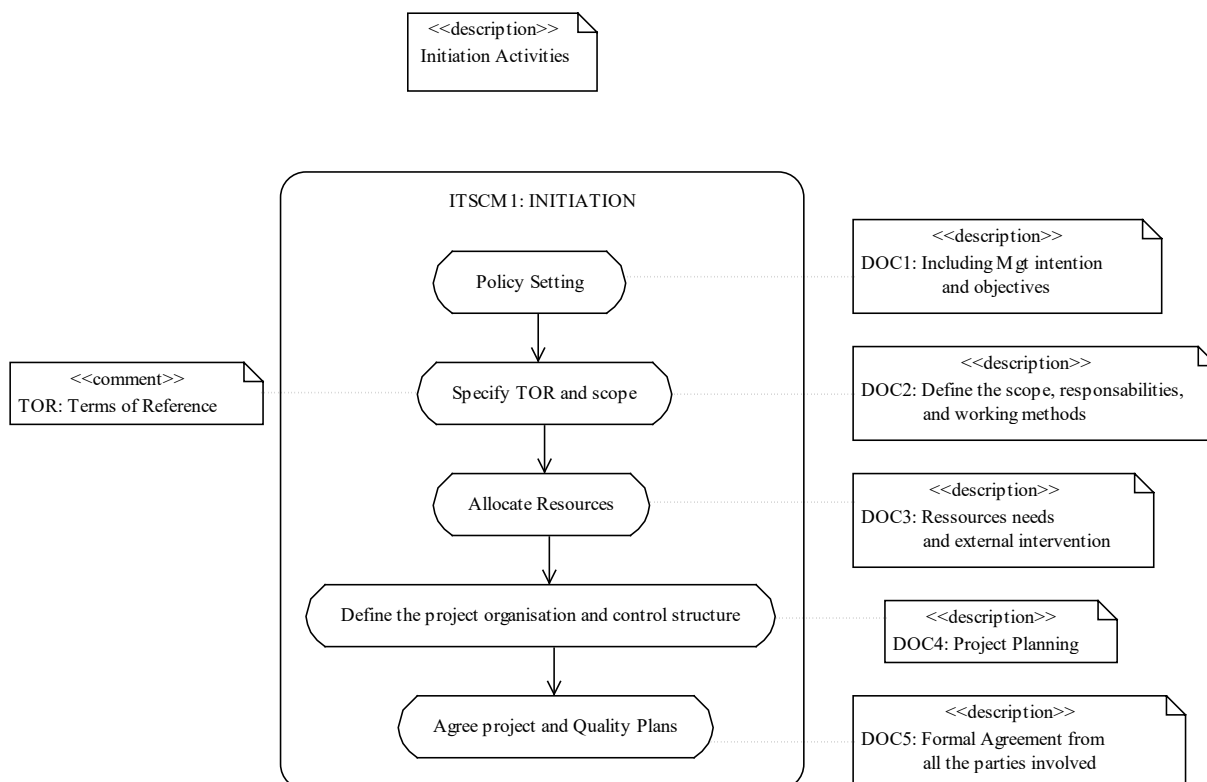 <<description>>
Initiation Activities
ITSCM1: INITIATION
Policy Setting
<<description>>
DOC1: Including Mgt intention
and objectives
<<comment>>
TOR: Terms of Reference
Specify TOR and scope
<<description>>
DOC2: Define the scope, responsabilities,
and working methods
Allocate Resources
<<description>>
DOC3: Ressources needs
and external intervention
Define the project organisation and control structure
<<description>>
DOC4: Project Planning
Agree project and Quality Plans
<<description>>
DOC5: Formal Agreement from
all the parties involved